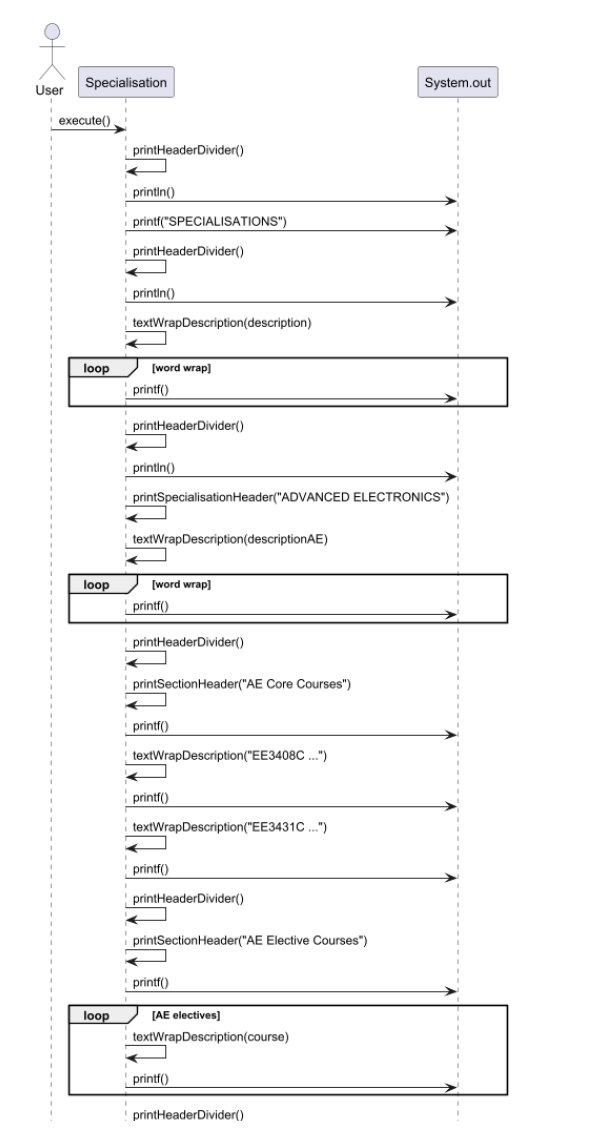 User
Specialisation
System.out
execute()
printHeaderDivider()
println()
printf("SPECIALISATIONS")
printHeaderDivider()
println()
textWrapDescription(description)
loop [word wrap]
printf()
printHeaderDivider()
println()
printSpecialisationHeader("ADVANCED ELECTRONICS")
textWrapDescription(descriptionAE)
loop [word wrap]
printf()
printHeaderDivider()
printSectionHeader("AE Core Courses")
printf()
textWrapDescription("EE3408C ...")
printf()
textWrapDescription("EE3431C ...")
printf()
printHeaderDivider()
printSectionHeader("AE Elective Courses")
printf()
loop [AE electives]
textWrapDescription(course)
printf()
printHeaderDivider()